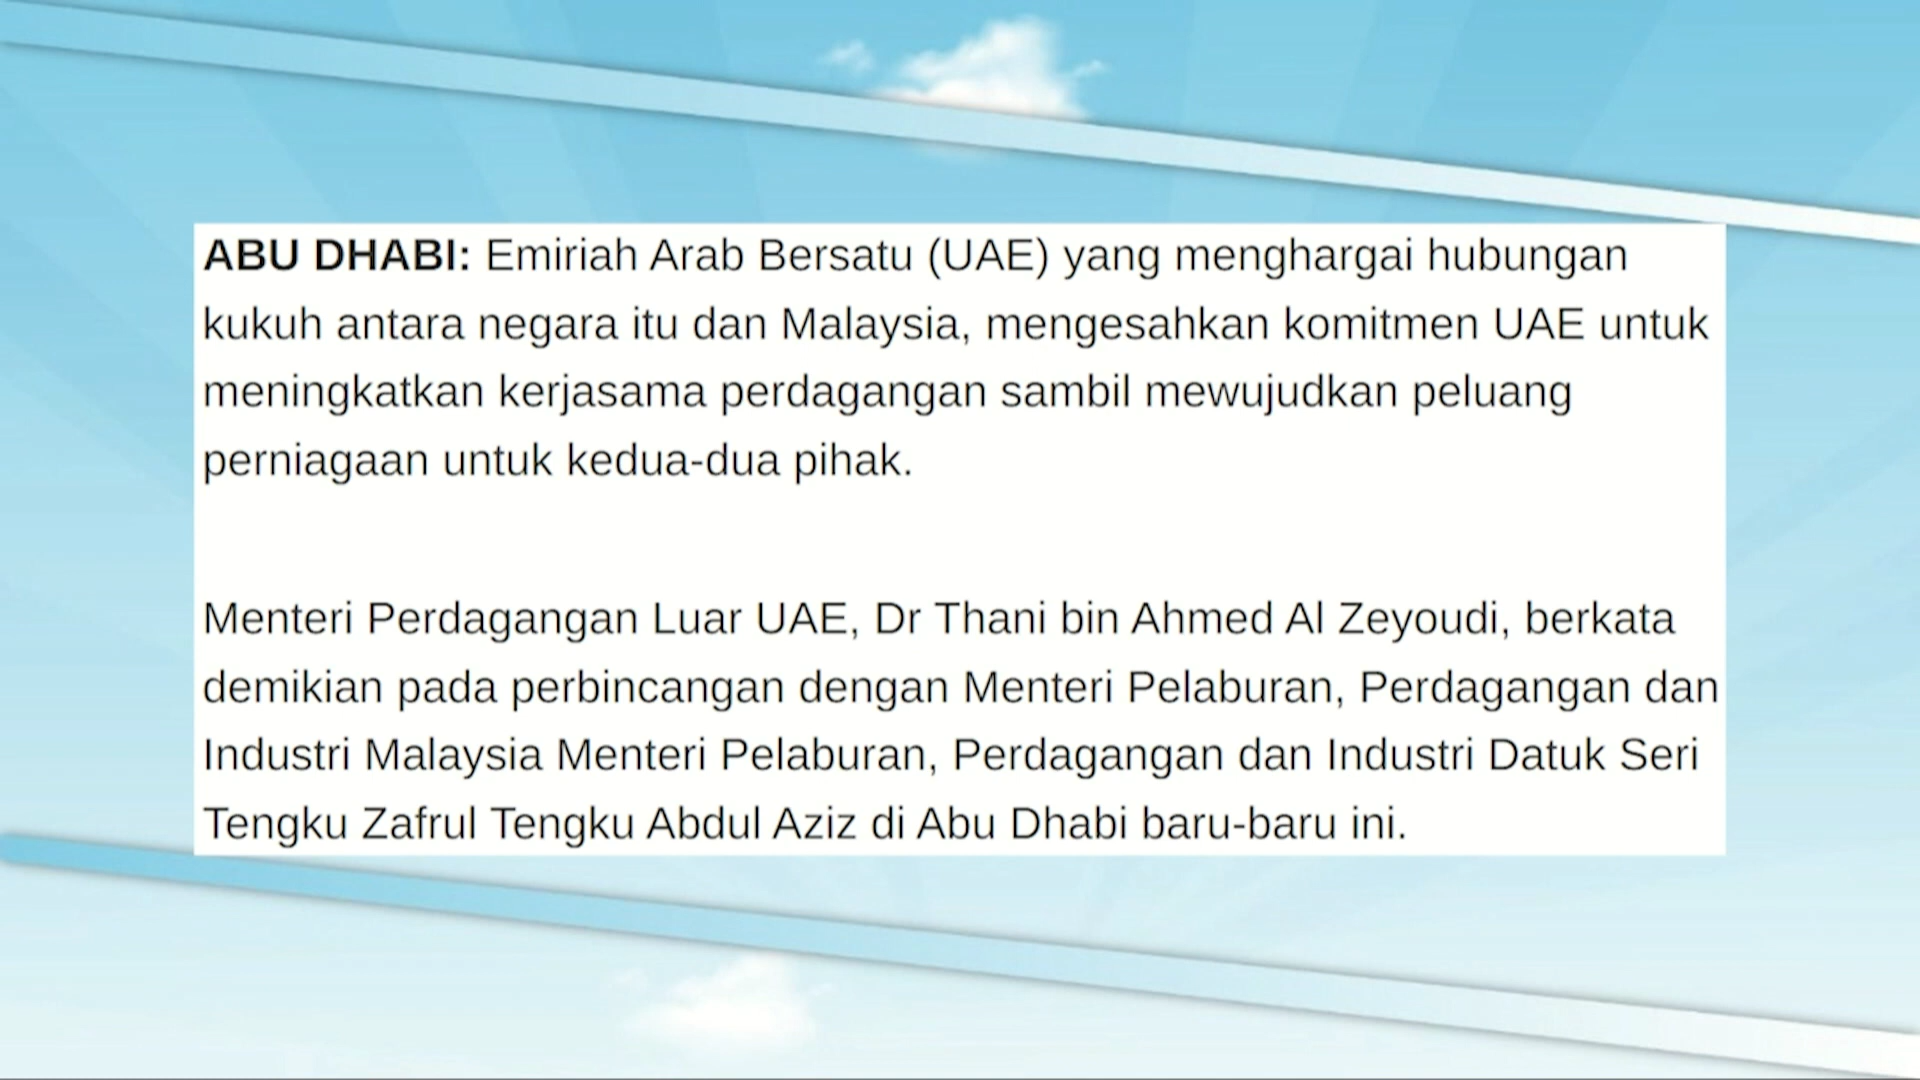 ABU DHABI: Emiriah Arab Bersatu (UAE) yang menghargai hubungan
kukuh antara negara itu dan Malaysia, mengesahkan komitmen UAE untuk
meningkatkan kerjasama perdagangan sambil mewujudkan peluang
perniagaan untuk kedua-dua pihak.
Menteri Perdagangan Luar UAE, Dr Thani bin Ahmed Al Zeyoudi, berkata
demikian pada perbincangan dengan Menteri Pelaburan, Perdagangan dan
Industri Malaysia Menteri Pelaburan, Perdagangan dan Industri Datuk Seri
Tengku Zafrul Tengku Abdul Aziz di Abu Dhabi baru-baru ini.